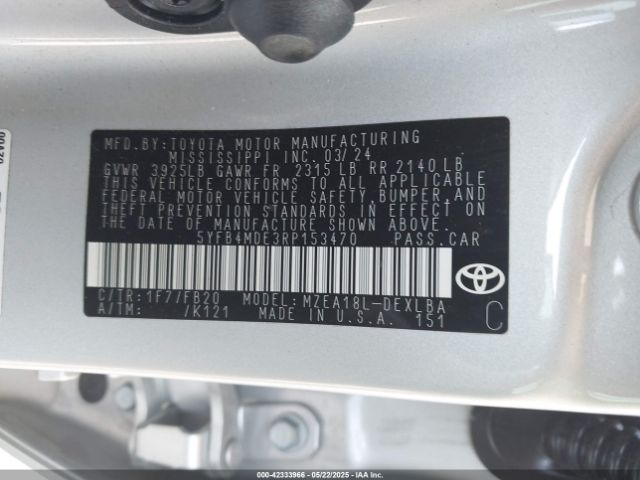 MFD.BY:TOYOTA MOTOR MANUFACTURING
MISSISSIPPI INC. 03/24
GVWR 3925LB GAWR FR 2315 LB RR 2140 LB
THIS VEHICLE CONFORMS TO ALL APPLICABLE
FEDERAL MOTOR VEHICLE SAFETY,BUMPER,AND
THEFT PREVENTION STANDARDS IN EFFECT ON
THE DATE OF MANUFACTURE SHOWN ABOVE.
5YFB4MDE3RP153470 PASS.CAR
C/TR:1F7/FB20 MODEL:MZEA18L-DEXLBA
A/TM: /K121 MADE IN U.S.A. 151
C
000-42333966 - 05/22/2025 - IAAI.COM